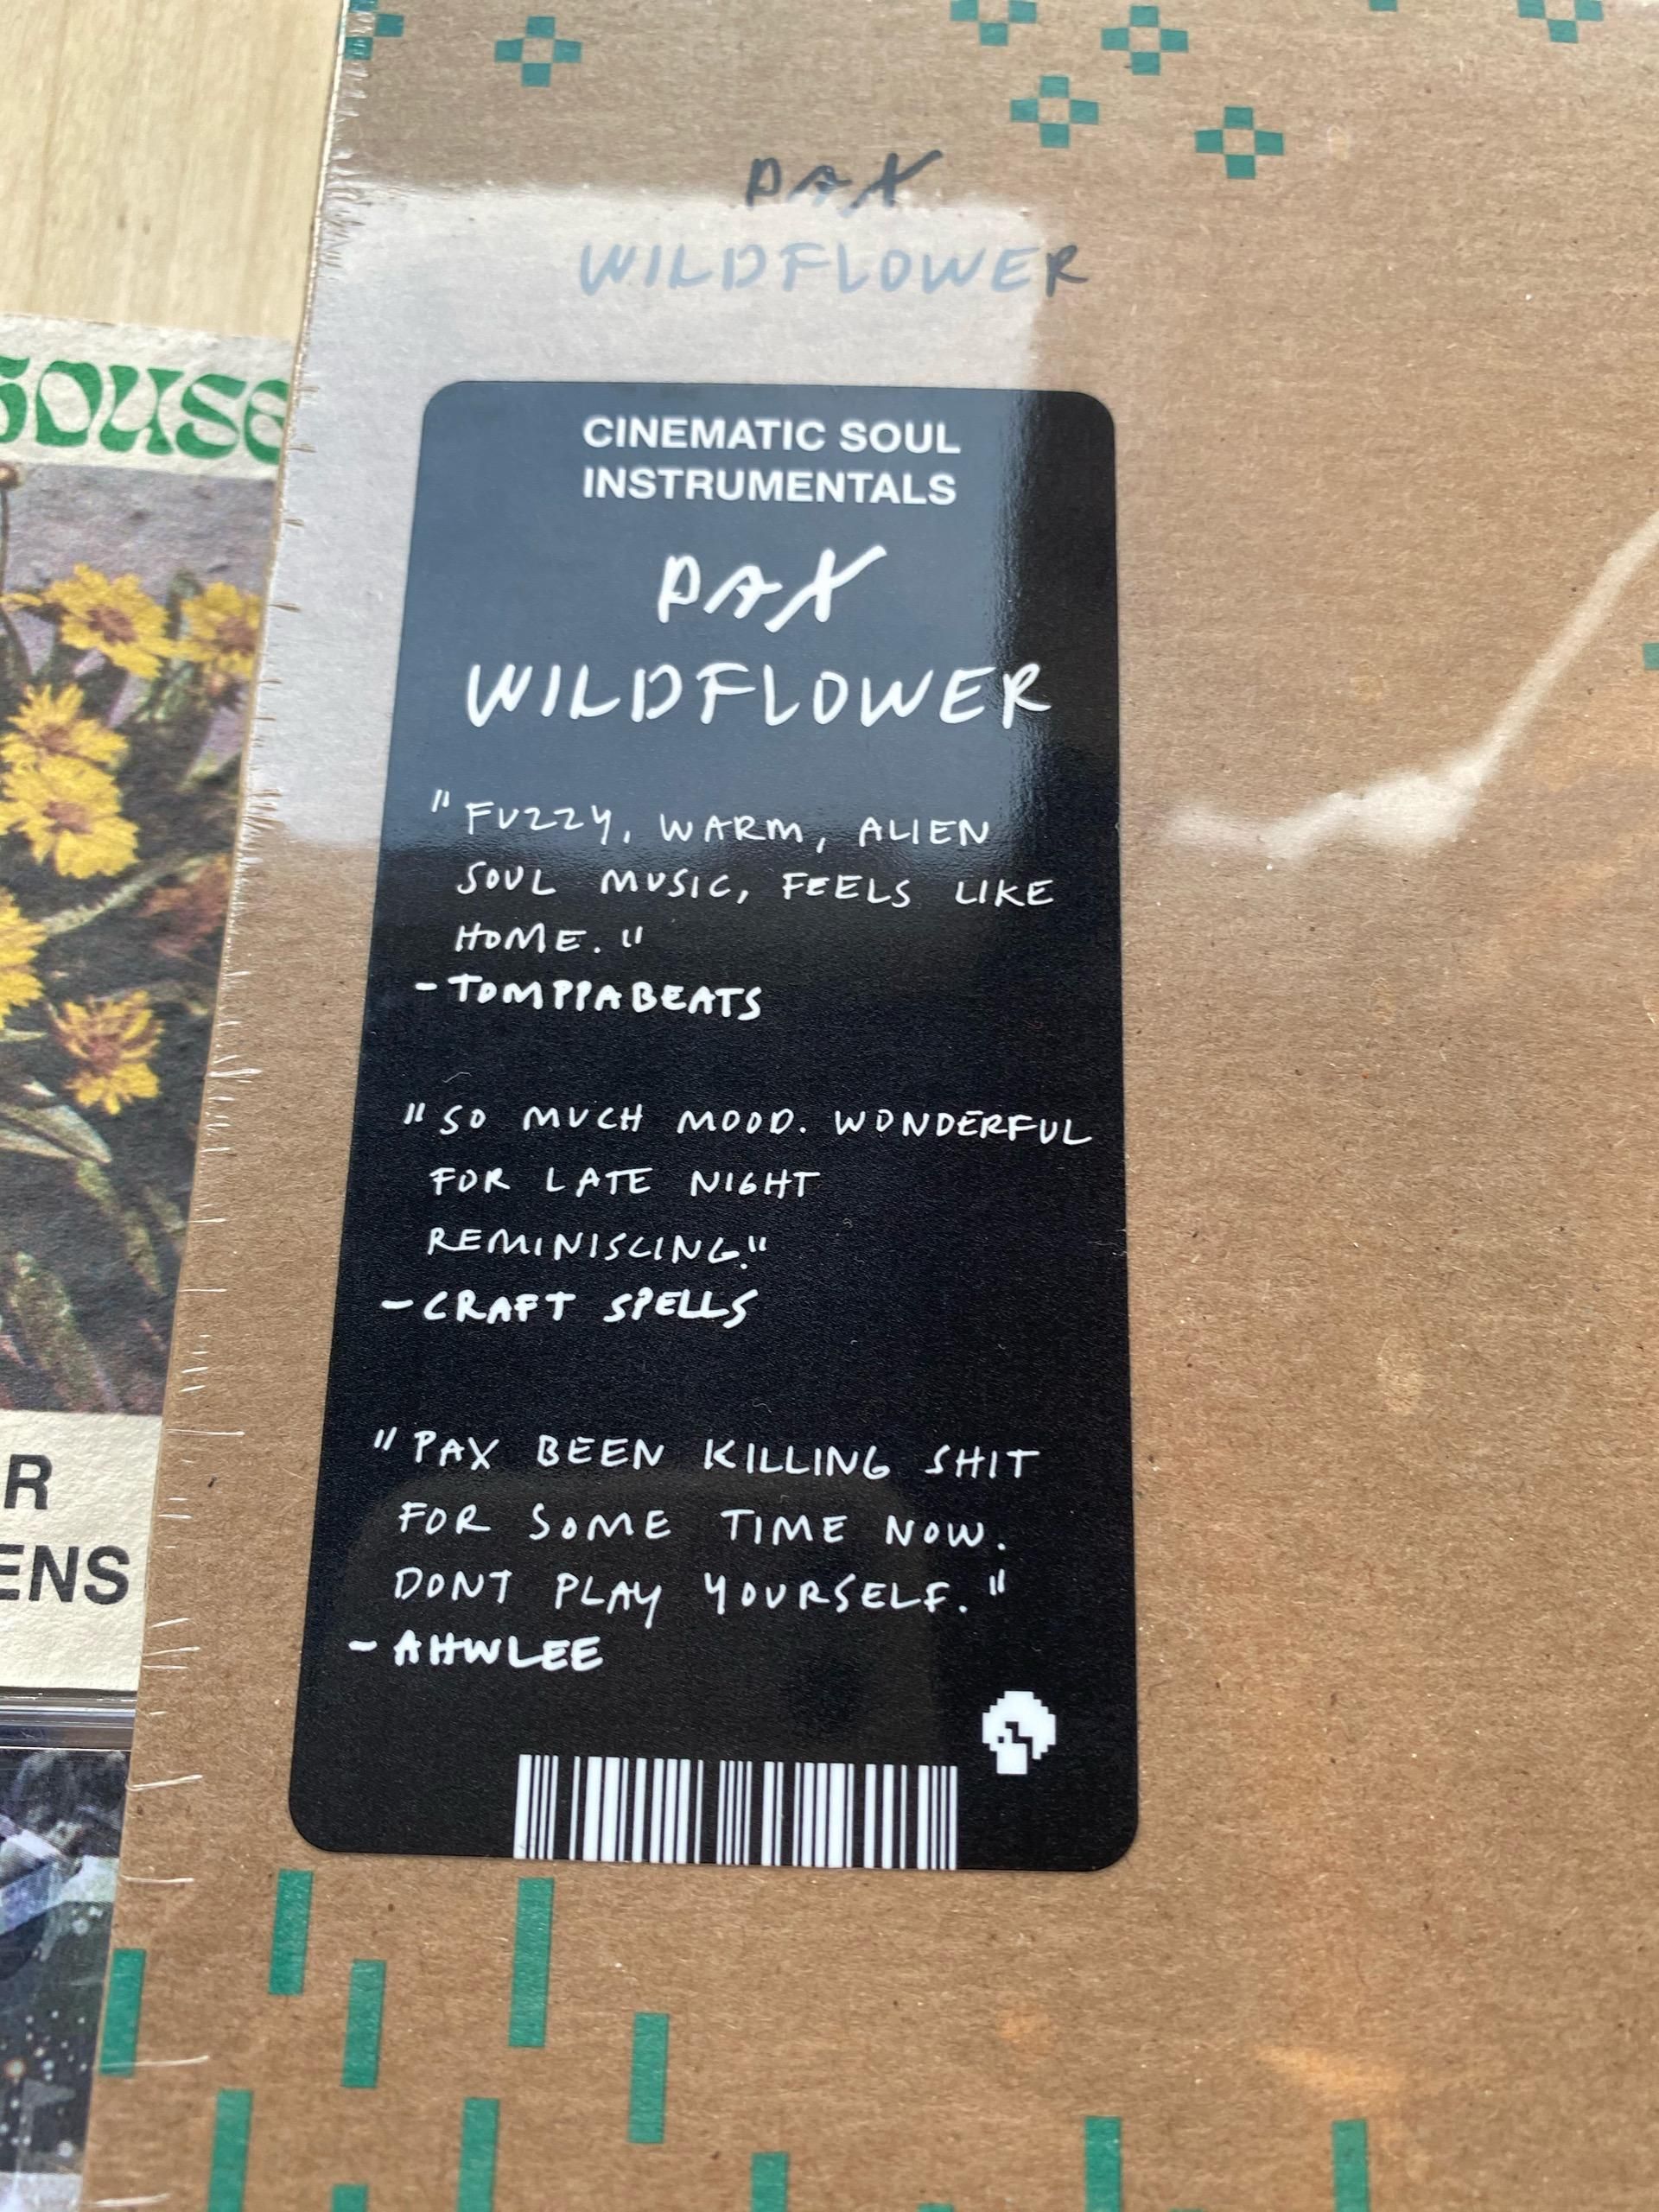 PAX
WILDFLOWER
CINEMATIC SOUL
INSTRUMENTALS
PAX
WILDFLOWER
"FUZZY, WARM, ALIEN
SOUL MUSIC, FEELS LIKE
HOME."
-TOMPPABEATS
"SO MUCH MOOD. WONDERFUL
FOR LATE NIGHT
REMINISCING."
-CRAFT SPELLS
"PAX BEEN KILLING SHIT
FOR SOME TIME NOW.
DONT PLAY YOURSELF."
-AHWLEE